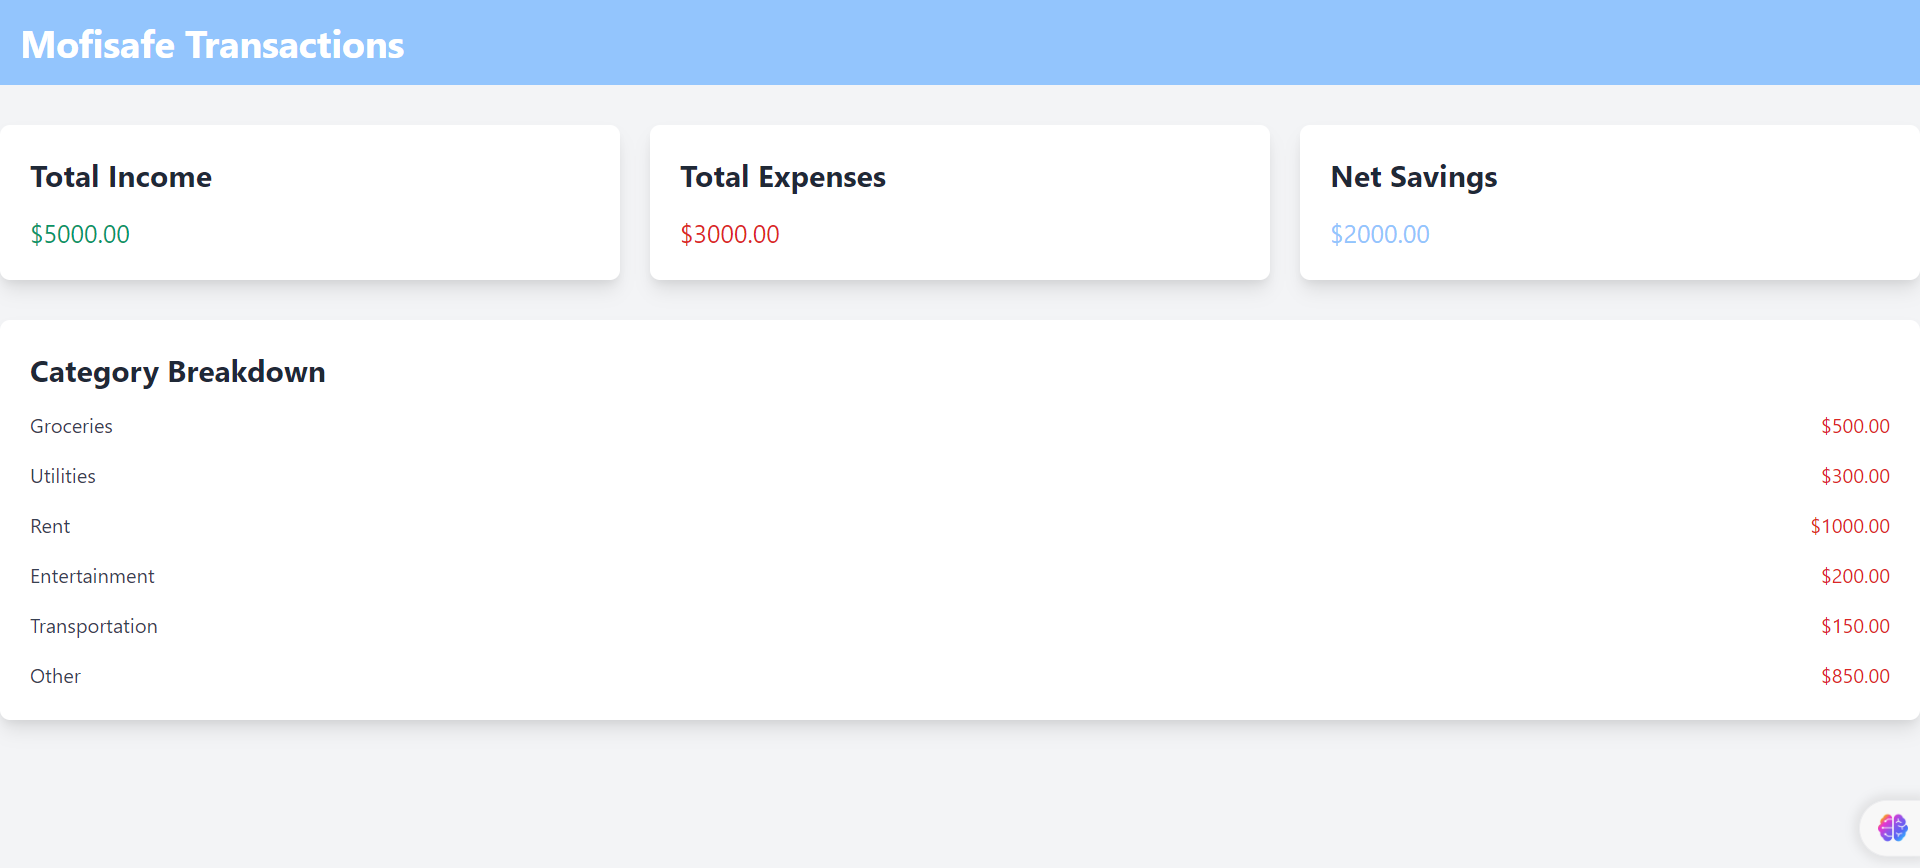 Mofisafe Transactions
Total Income
$5000.00
Total Expenses
$3000.00
Net Savings
$2000.00
Category Breakdown
Groceries $500.00
Utilities $300.00
Rent $1000.00
Entertainment $200.00
Transportation $150.00
Other $850.00